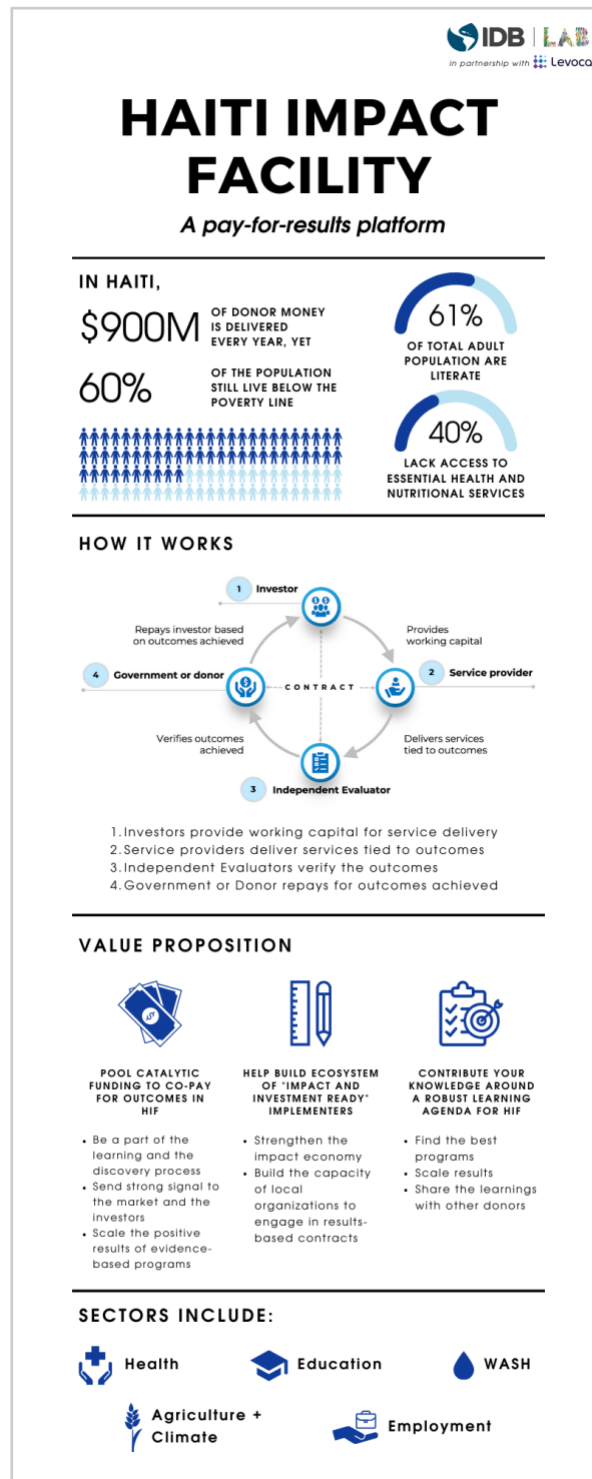 IDB | LAB
in partnership with Levoca
HAITI IMPACT
FACILITY
A pay-for-results platform
IN HAITI,
$900M
OF DONOR MONEY
IS DELIVERED
EVERY YEAR, YET
60%
OF THE POPULATION
STILL LIVE BELOW THE
POVERTY LINE
61%
OF TOTAL ADULT
POPULATION ARE
LITERATE
40%
LACK ACCESS TO
ESSENTIAL HEALTH AND
NUTRITIONAL SERVICES
HOW IT WORKS
1 Investor
Repays investor based
on outcomes achieved
Provides
working capital
4 Government or donor
CONTRACT
2 Service provider
Verifies outcomes
achieved
Delivers services
tied to outcomes
3 Independent Evaluator
1. Investors provide working capital for service delivery
2. Service providers deliver services tied to outcomes
3. Independent Evaluators verify the outcomes
4. Government or Donor repays for outcomes achieved
VALUE PROPOSITION
POOL CATALYTIC
FUNDING TO CO-PAY
FOR OUTCOMES IN
HIF
• Be a part of the
learning and the
discovery process
• Send strong signal to
the market and the
investors
• Scale the positive
results of evidence-
based programs
HELP BUILD ECOSYSTEM
OF "IMPACT AND
INVESTMENT READY"
IMPLEMENTERS
• Strengthen the
impact economy
• Build the capacity
of local
organizations to
engage in results-
based contracts
CONTRIBUTE YOUR
KNOWLEDGE AROUND
A ROBUST LEARNING
AGENDA FOR HIF
• Find the best
programs
• Scale results
• Share the learnings
with other donors
SECTORS INCLUDE:
Health
Education
WASH
Agriculture +
Climate
Employment